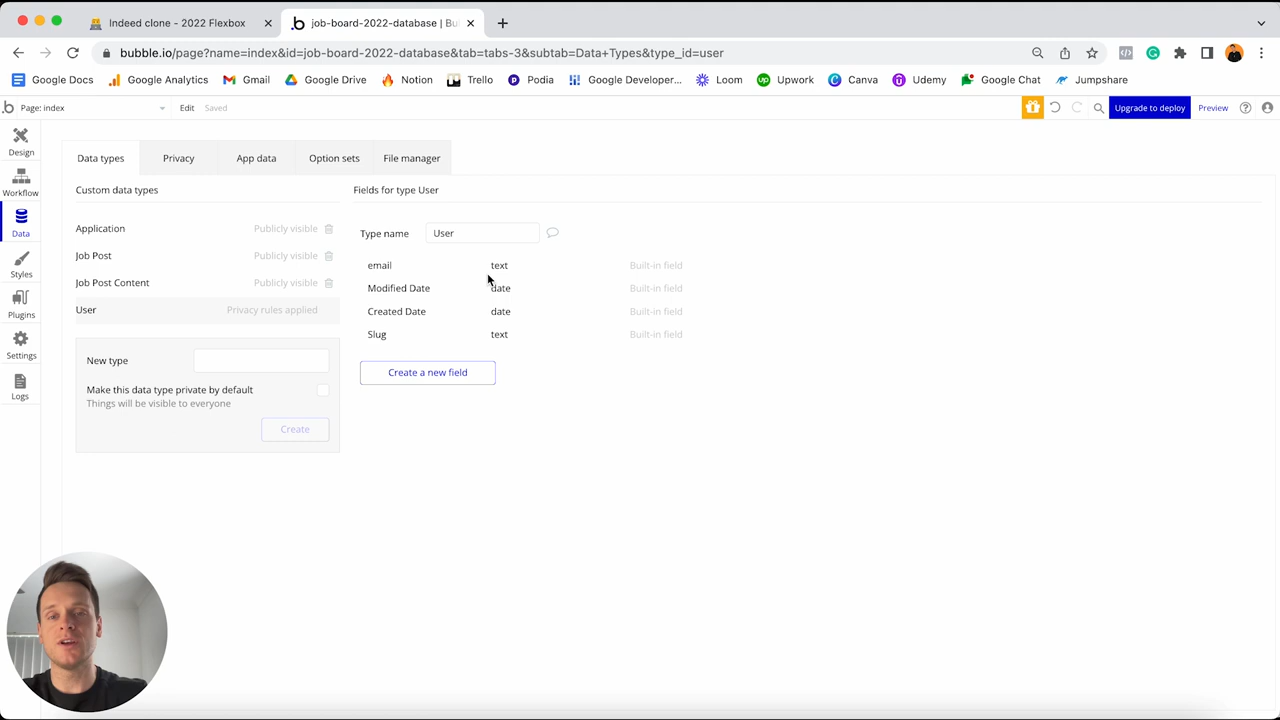 Indeed clone - 2022 Flexbox
job-board-2022-database | Bu
bubble.io/page?name=index&id=job-board-2022-database&tab=tabs-3&subtab=Data+Types&type_id=user
Google Docs Google Analytics Gmail Google Drive Notion Trello Podia Google Developer... Loom Upwork Canva Udemy Google Chat Jumpshare
Page: index Edit Saved Upgrade to deploy Preview
Design
Workflow
Data
Styles
Plugins
Settings
Logs
Data types Privacy App data Option sets File manager
Custom data types
Application Publicly visible
Job Post Publicly visible
Job Post Content Publicly visible
User Privacy rules applied
New type
Make this data type private by default
Things will be visible to everyone
Create
Fields for type User
Type name User
email text Built-in field
Modified Date date Built-in field
Created Date date Built-in field
Slug text Built-in field
Create a new field